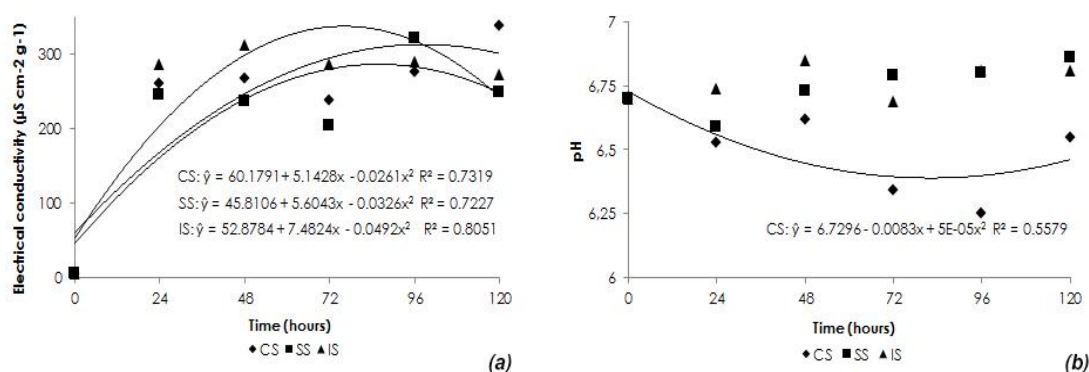 Electrical conductivity (µS cm-2 g-1)
300
200
100
0
CS: ŷ = 60.1791+ 5.1428x - 0.0261x² R² = 0.7319
SS: ŷ = 45.8106 + 5.6043x - 0.0326x² R² = 0.7227
IS: ŷ = 52.8784 + 7.4824x - 0.0492x² R² = 0.8051
0 24 48 72 96 120
Time (hours)
◆ CS ■ SS ▲ IS
(a)
pH
7
6,75
6,5
6,25
6
CS: ŷ = 6.7296 - 0.0083x + 5E-05x² R² = 0.5579
0 24 48 72 96 120
Time (hours)
◆ CS ■ SS ▲ IS
(b)